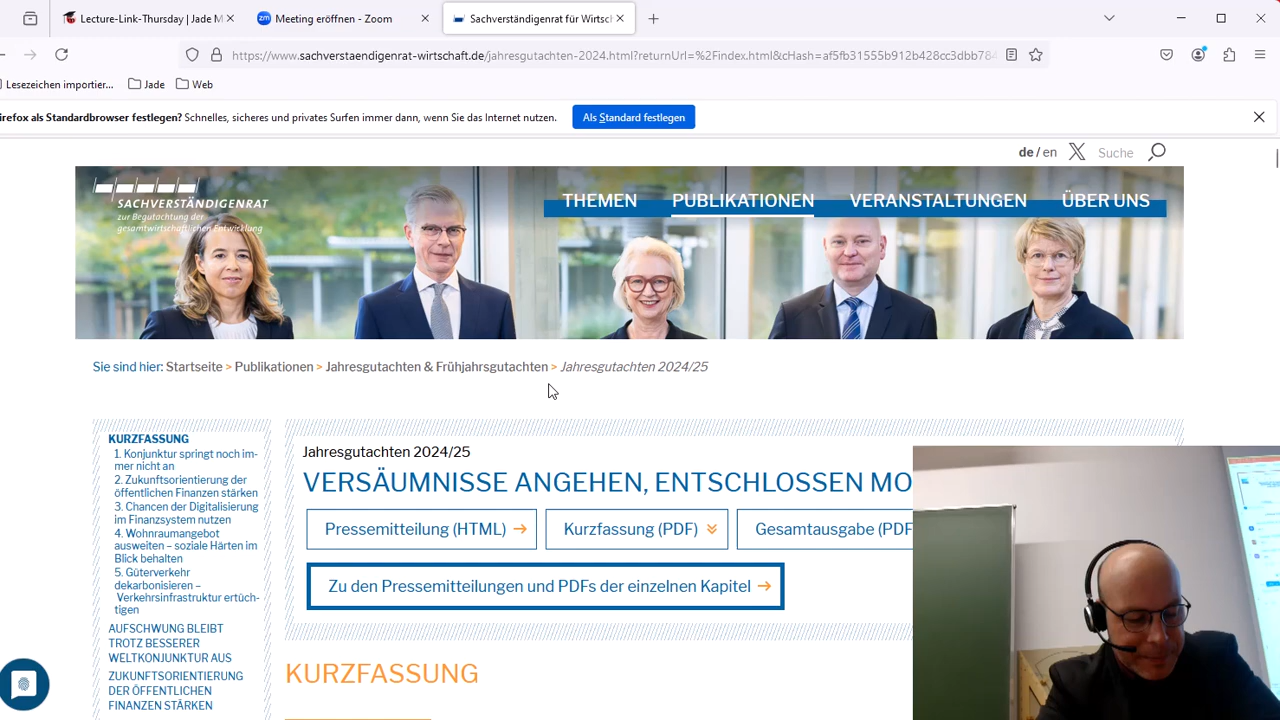 Lecture-Link-Thursday | Jade M
Meeting eröffnen - Zoom
Sachverständigenrat für Wirtsc
https://www.sachverstaendigenrat-wirtschaft.de/jahresgutachten-2024.html?returnUrl=%2Findex.html&cHash=af5fb31555b912b428cc3dbb784
Lesezeichen importier...
Jade
Web
irefox als Standardbrowser festlegen? Schnelles, sicheres und privates Surfen immer dann, wenn Sie das Internet nutzen.
Als Standard festlegen
de / en
Suche
SACHVERSTÄNDIGENRAT
zur Begutachtung der
gesamtwirtschaftlichen Entwicklung
THEMEN
PUBLIKATIONEN
VERANSTALTUNGEN
ÜBER UNS
Sie sind hier: Startseite > Publikationen > Jahresgutachten & Frühjahrsgutachten > Jahresgutachten 2024/25
KURZFASSUNG
1. Konjunktur springt noch im-
mer nicht an
2. Zukunftsorientierung der
öffentlichen Finanzen stärken
3. Chancen der Digitalisierung
im Finanzsystem nutzen
4. Wohnraumangebot
ausweiten – soziale Härten im
Blick behalten
5. Güterverkehr
dekarbonisieren –
Verkehrsinfrastruktur ertüch-
tigen
AUFSCHWUNG BLEIBT
TROTZ BESSERER
WELTKONJUNKTUR AUS
ZUKUNFTSORIENTIERUNG
DER ÖFFENTLICHEN
FINANZEN STÄRKEN
Jahresgutachten 2024/25
VERSÄUMNISSE ANGEHEN, ENTSCHLOSSEN MO
Pressemitteilung (HTML)
Kurzfassung (PDF)
Gesamtausgabe (PDF
Zu den Pressemitteilungen und PDFs der einzelnen Kapitel
KURZFASSUNG